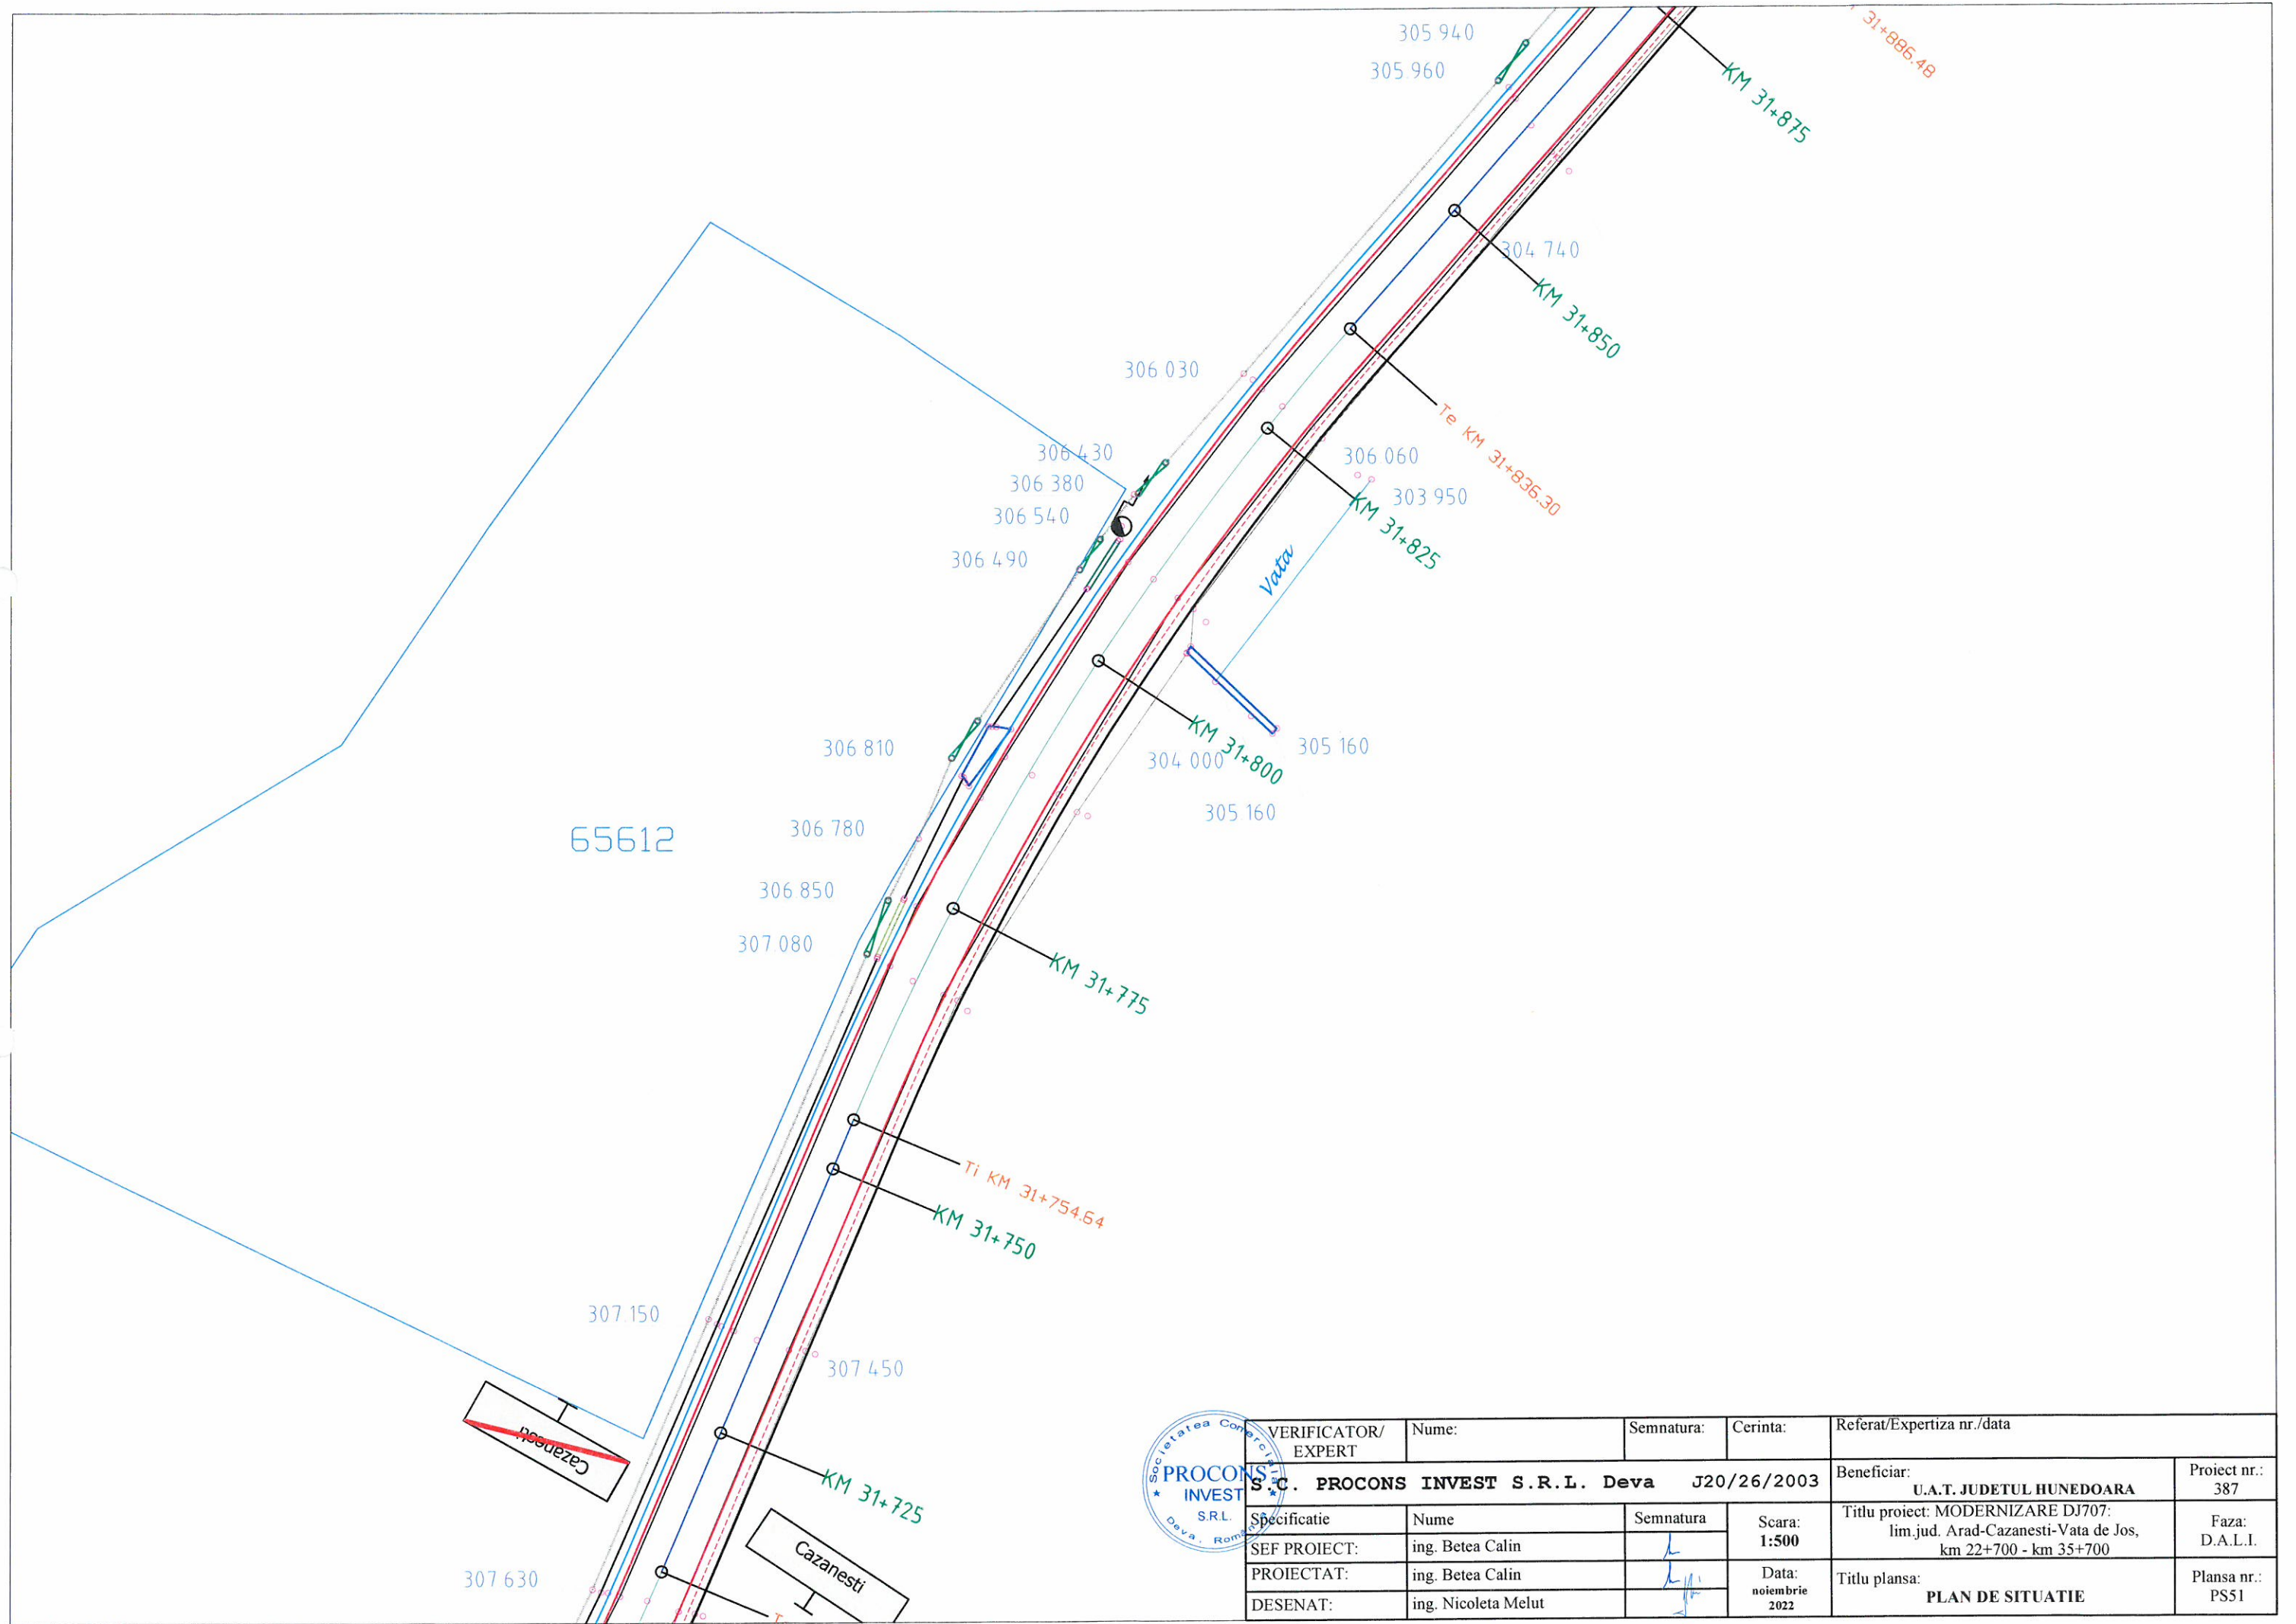 305 940
305 960
31+886.48
KM 31+875
304 740
KM 31+850
306 030
Te KM 31+836.30
306 430
306 380
306 540
306 490
306 060
303 950
KM 31+825
Vata
306 810
KM 31+800
304 000
305 160
305 160
65612
306 780
306 850
307 080
KM 31+775
Ti KM 31+754.64
KM 31+750
307 150
307 450
Cazanesti
KM 31+725
Cazanesti
307 630
Societatea Comerciala
PROCONS
INVEST
S.R.L.
Deva, România
VERIFICATOR/
EXPERT
Nume:
Semnatura:
Cerinta:
Referat/Expertiza nr./data
S.C. PROCONS INVEST S.R.L. Deva J20/26/2003
Beneficiar:
U.A.T. JUDETUL HUNEDOARA
Proiect nr.:
387
Specificatie
Nume
Semnatura
Scara:
1:500
Titlu proiect: MODERNIZARE DJ707:
lim.jud. Arad-Cazanesti-Vata de Jos,
km 22+700 - km 35+700
Faza:
D.A.L.I.
SEF PROIECT:
ing. Betea Calin
PROIECTAT:
ing. Betea Calin
Data:
noiembrie
2022
Titlu plansa:
PLAN DE SITUATIE
Plansa nr.:
PS51
DESENAT:
ing. Nicoleta Melut